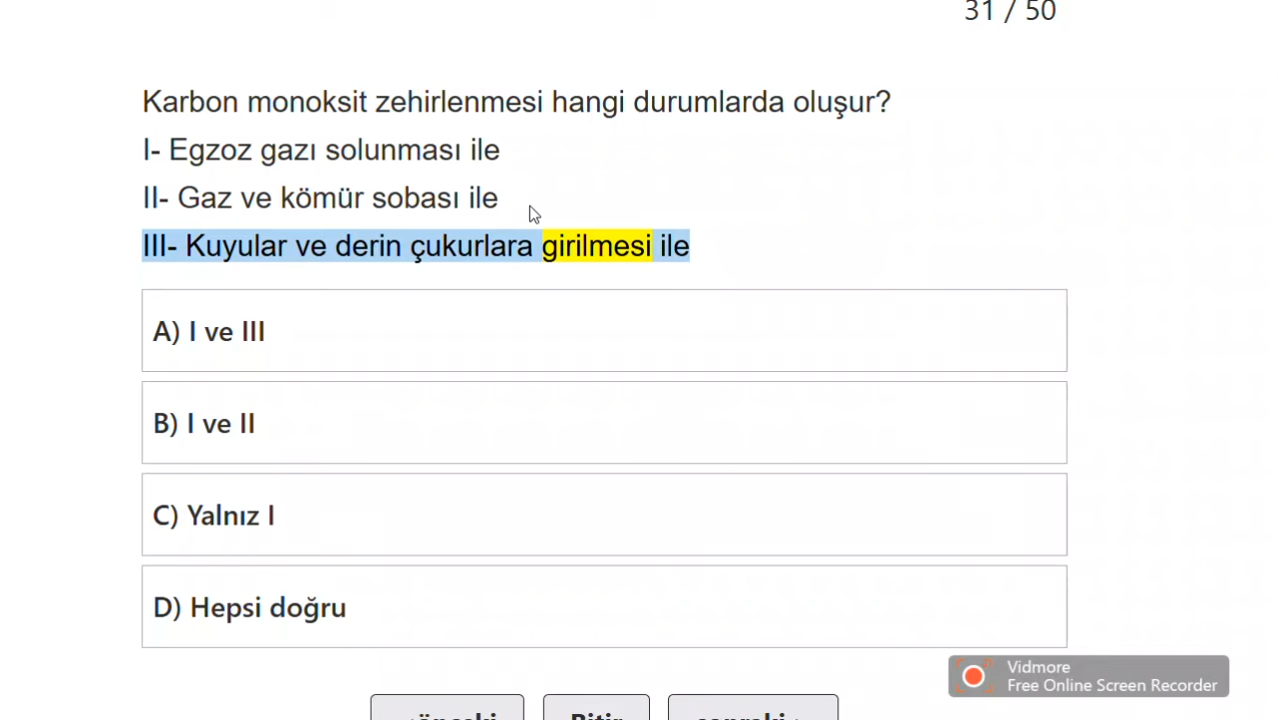 31 / 50
Karbon monoksit zehirlenmesi hangi durumlarda oluşur?
I- Egzoz gazı solunması ile
II- Gaz ve kömür sobası ile
III- Kuyular ve derin çukurlara girilmesi ile
A) I ve III
B) I ve II
C) Yalnız I
D) Hepsi doğru
Vidmore
Free Online Screen Recorder
Bitir